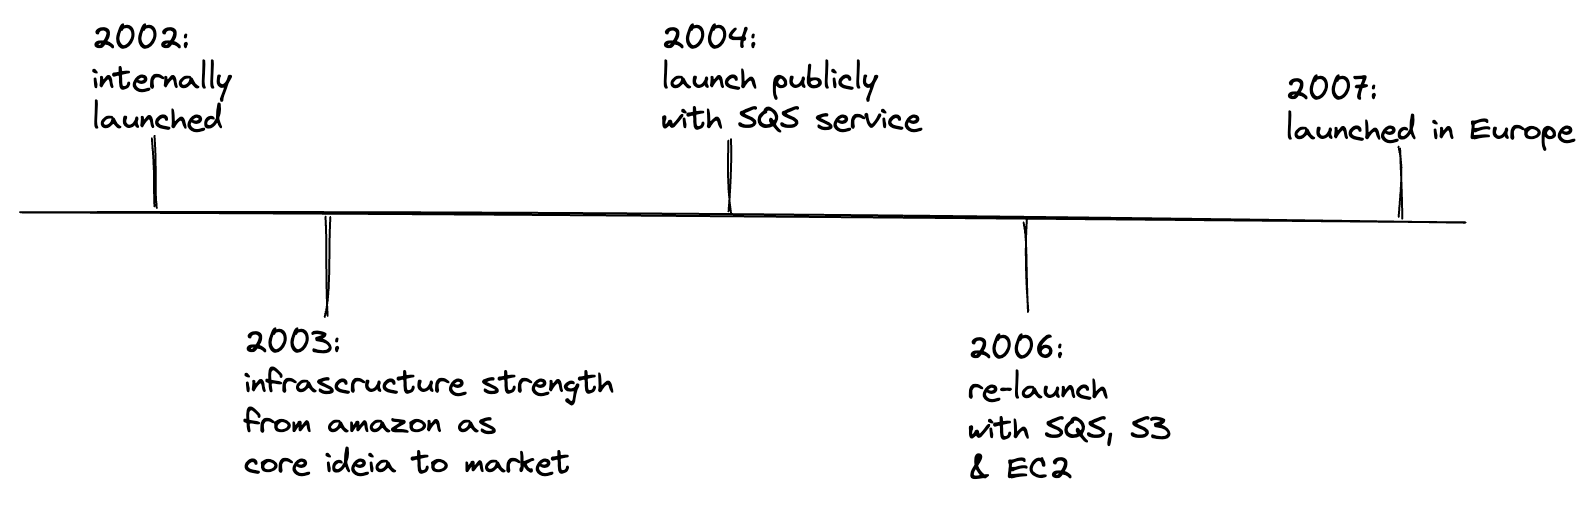 2002:
internally
launched
2003:
infrascructure strength
from amazon as
core ideia to market
2004:
launch publicly
with SQS service
2006:
re-launch
with SQS, S3
& EC2
2007:
launched in Europe